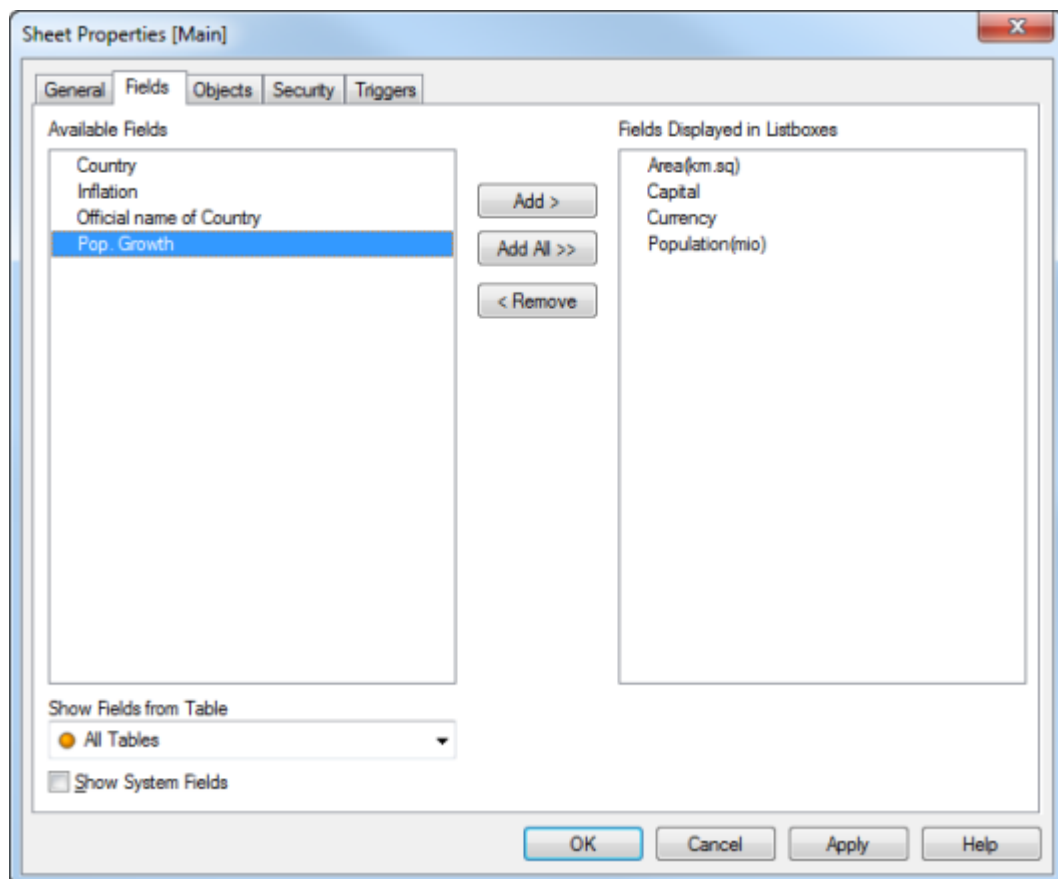 Sheet Properties [Main]
General Fields Objects Security Triggers
Available Fields
Country
Inflation
Official name of Country
Pop. Growth
Add >
Add All >>
< Remove
Fields Displayed in Listboxes
Area(km.sq)
Capital
Currency
Population(mio)
Show Fields from Table
All Tables
Show System Fields
OK Cancel Apply Help